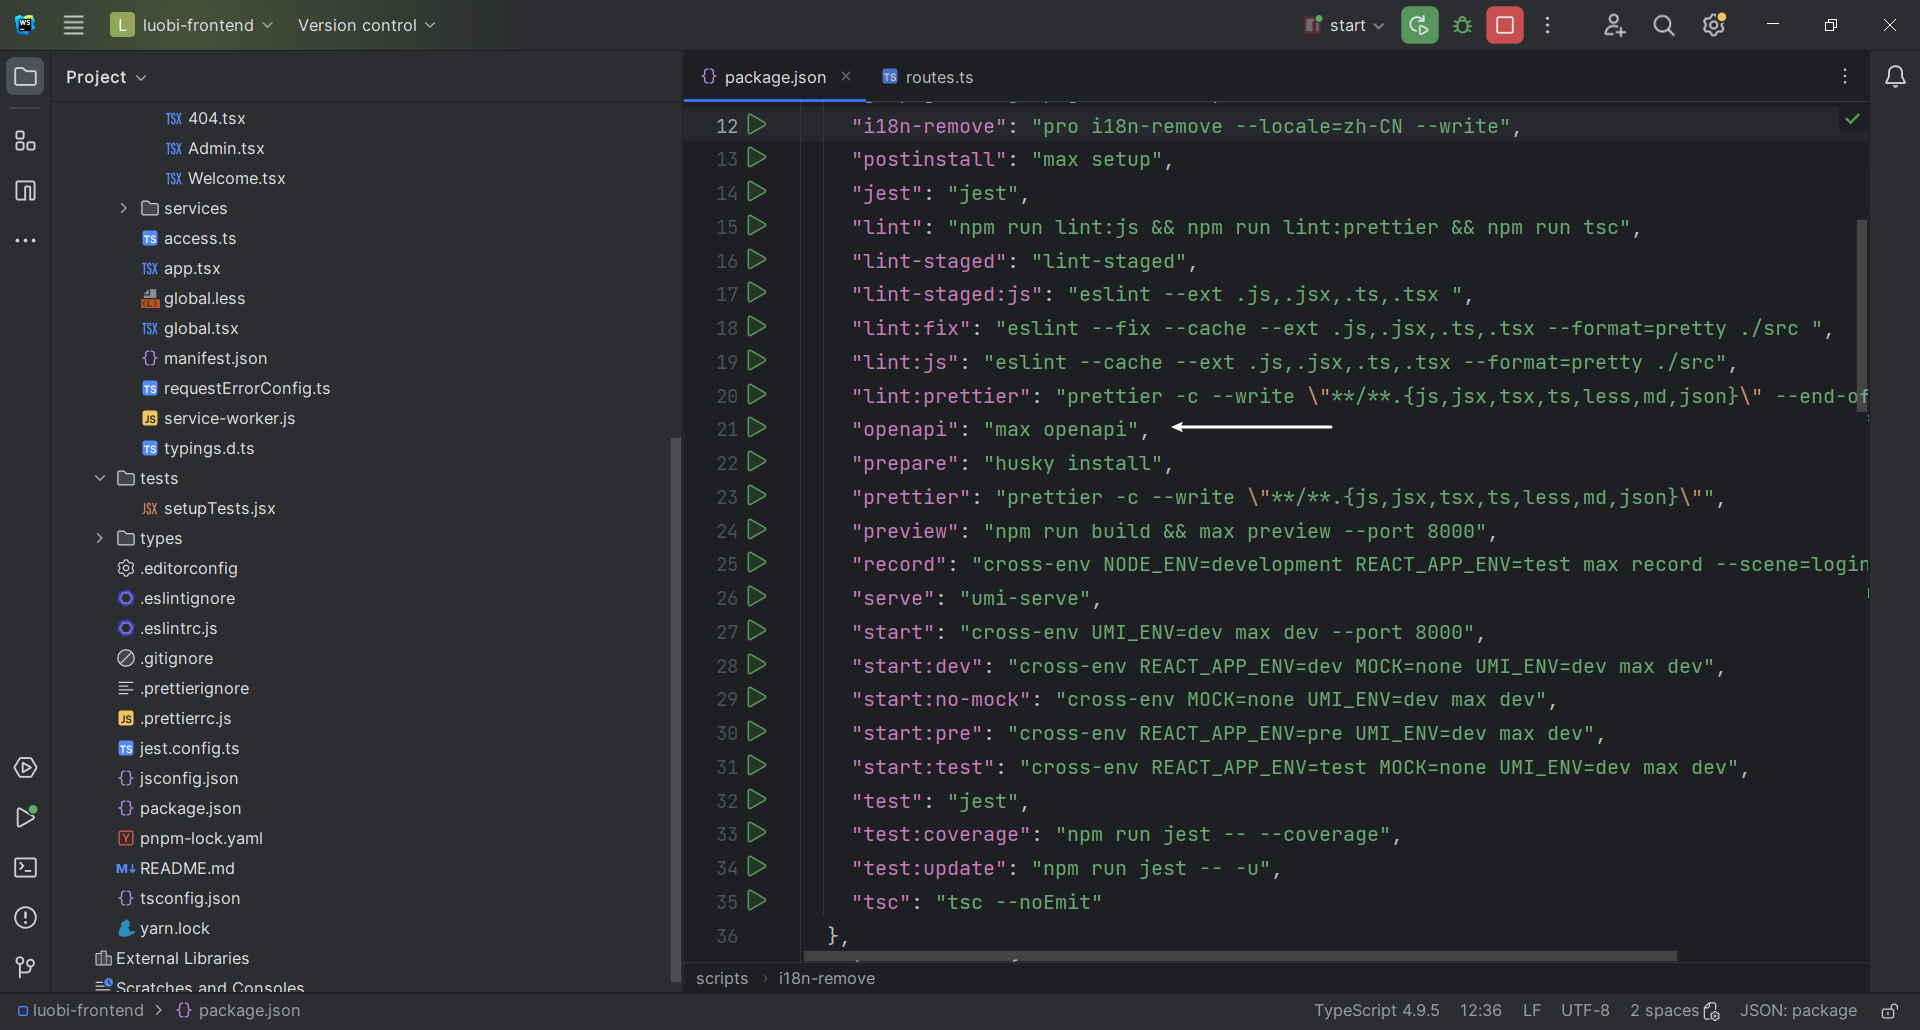 WS
L luobi-frontend
Version control
start
Project
package.json
TS routes.ts
TSX 404.tsx
TSX Admin.tsx
TSX Welcome.tsx
services
TS access.ts
TSX app.tsx
{L} global.less
TSX global.tsx
{} manifest.json
TS requestErrorConfig.ts
JS service-worker.js
TS typings.d.ts
tests
JSX setupTests.jsx
types
.editorconfig
.eslintignore
.eslintrc.js
.gitignore
.prettierignore
JS .prettierrc.js
TS jest.config.ts
{} jsconfig.json
{} package.json
Y pnpm-lock.yaml
M↓ README.md
{} tsconfig.json
yarn.lock
External Libraries
Scratches and Consoles
12 "i18n-remove": "pro i18n-remove --locale=zh-CN --write",
13 "postinstall": "max setup",
14 "jest": "jest",
15 "lint": "npm run lint:js && npm run lint:prettier && npm run tsc",
16 "lint-staged": "lint-staged",
17 "lint-staged:js": "eslint --ext .js,.jsx,.ts,.tsx ",
18 "lint:fix": "eslint --fix --cache --ext .js,.jsx,.ts,.tsx --format=pretty ./src ",
19 "lint:js": "eslint --cache --ext .js,.jsx,.ts,.tsx --format=pretty ./src",
20 "lint:prettier": "prettier -c --write \"**/**.{js,jsx,tsx,ts,less,md,json}\" --end-of
21 "openapi": "max openapi",
22 "prepare": "husky install",
23 "prettier": "prettier -c --write \"**/**.{js,jsx,tsx,ts,less,md,json}\"",
24 "preview": "npm run build && max preview --port 8000",
25 "record": "cross-env NODE_ENV=development REACT_APP_ENV=test max record --scene=login
26 "serve": "umi-serve",
27 "start": "cross-env UMI_ENV=dev max dev --port 8000",
28 "start:dev": "cross-env REACT_APP_ENV=dev MOCK=none UMI_ENV=dev max dev",
29 "start:no-mock": "cross-env MOCK=none UMI_ENV=dev max dev",
30 "start:pre": "cross-env REACT_APP_ENV=pre UMI_ENV=dev max dev",
31 "start:test": "cross-env REACT_APP_ENV=test MOCK=none UMI_ENV=dev max dev",
32 "test": "jest",
33 "test:coverage": "npm run jest -- --coverage",
34 "test:update": "npm run jest -- -u",
35 "tsc": "tsc --noEmit"
36 },
scripts › i18n-remove
luobi-frontend > {} package.json
TypeScript 4.9.5
12:36
LF
UTF-8
2 spaces
JSON: package